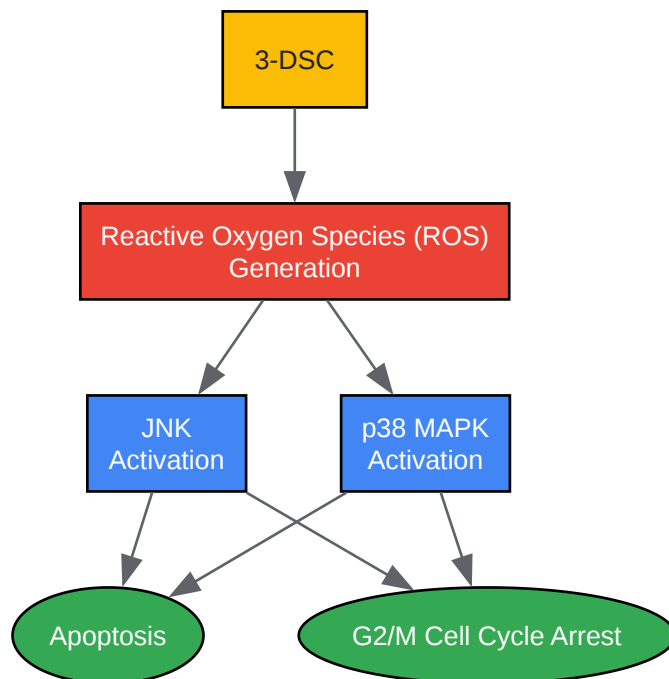 3-DSC
Reactive Oxygen Species (ROS)
Generation
JNK
Activation
p38 MAPK
Activation
Apoptosis
G2/M Cell Cycle Arrest